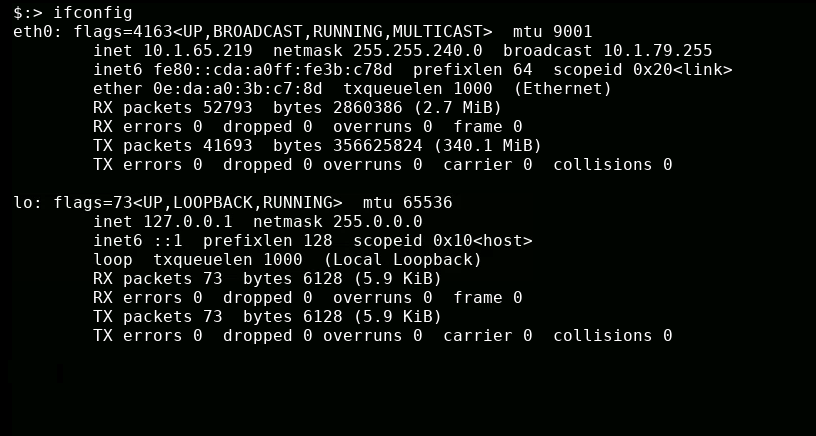 $:> ifconfig
eth0: flags=4163<UP,BROADCAST,RUNNING,MULTICAST>  mtu 9001
        inet 10.1.65.219  netmask 255.255.240.0  broadcast 10.1.79.255
        inet6 fe80::cda:a0ff:fe3b:c78d  prefixlen 64  scopeid 0x20<link>
        ether 0e:da:a0:3b:c7:8d  txqueuelen 1000  (Ethernet)
        RX packets 52793  bytes 2860386 (2.7 MiB)
        RX errors 0  dropped 0  overruns 0  frame 0
        TX packets 41693  bytes 356625824 (340.1 MiB)
        TX errors 0  dropped 0 overruns 0  carrier 0  collisions 0

lo: flags=73<UP,LOOPBACK,RUNNING>  mtu 65536
        inet 127.0.0.1  netmask 255.0.0.0
        inet6 ::1  prefixlen 128  scopeid 0x10<host>
        loop  txqueuelen 1000  (Local Loopback)
        RX packets 73  bytes 6128 (5.9 KiB)
        RX errors 0  dropped 0  overruns 0  frame 0
        TX packets 73  bytes 6128 (5.9 KiB)
        TX errors 0  dropped 0 overruns 0  carrier 0  collisions 0